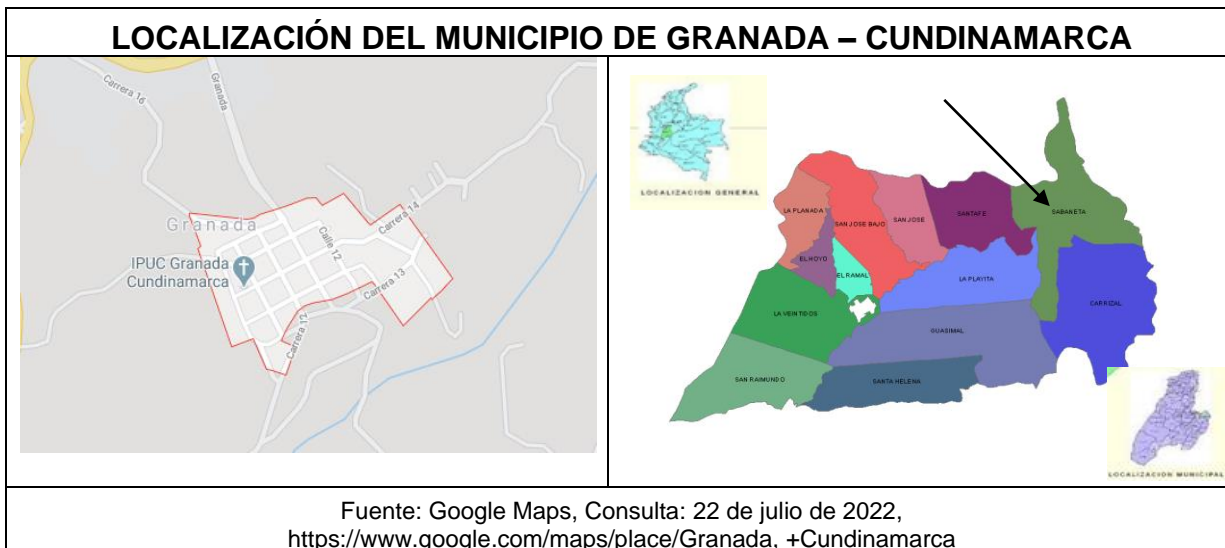 LOCALIZACIÓN DEL MUNICIPIO DE GRANADA – CUNDINAMARCA
Granada
Carrera 16
Granada
Carrera 14
Calle 12
IPUC Granada
Cundinamarca
Carrera 13
Carrera 12
LOCALIZACION GENERAL
LA PLANADA
SAN JOSE BAJO
SAN JOSE
SANTAFE
SABANETA
EL HOYO
EL RAMAL
LA PLAYITA
CARRIZAL
LA VEINTIDOS
GUASIMAL
SAN RAIMUNDO
SANTA HELENA
LOCALIZACION MUNICIPAL
Fuente: Google Maps, Consulta: 22 de julio de 2022,
https://www.google.com/maps/place/Granada, +Cundinamarca